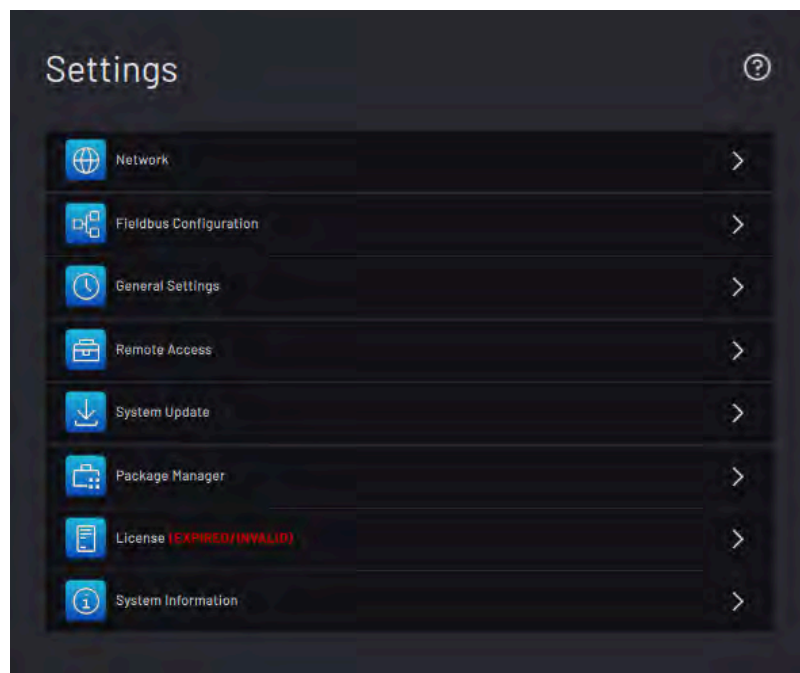 Settings
Network
Fieldbus Configuration
General Settings
Remote Access
System Update
Package Manager
License (EXPIRED/INVALID)
System Information